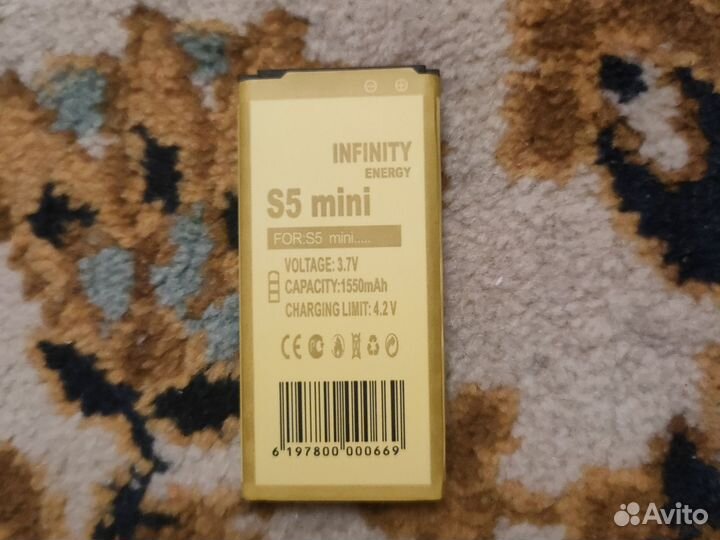 INFINITY
ENERGY
S5 mini
FOR:S5 mini.....
VOLTAGE: 3.7V
CAPACITY:1550mAh
CHARGING LIMIT: 4.2 V
6 197800 000669
Avito